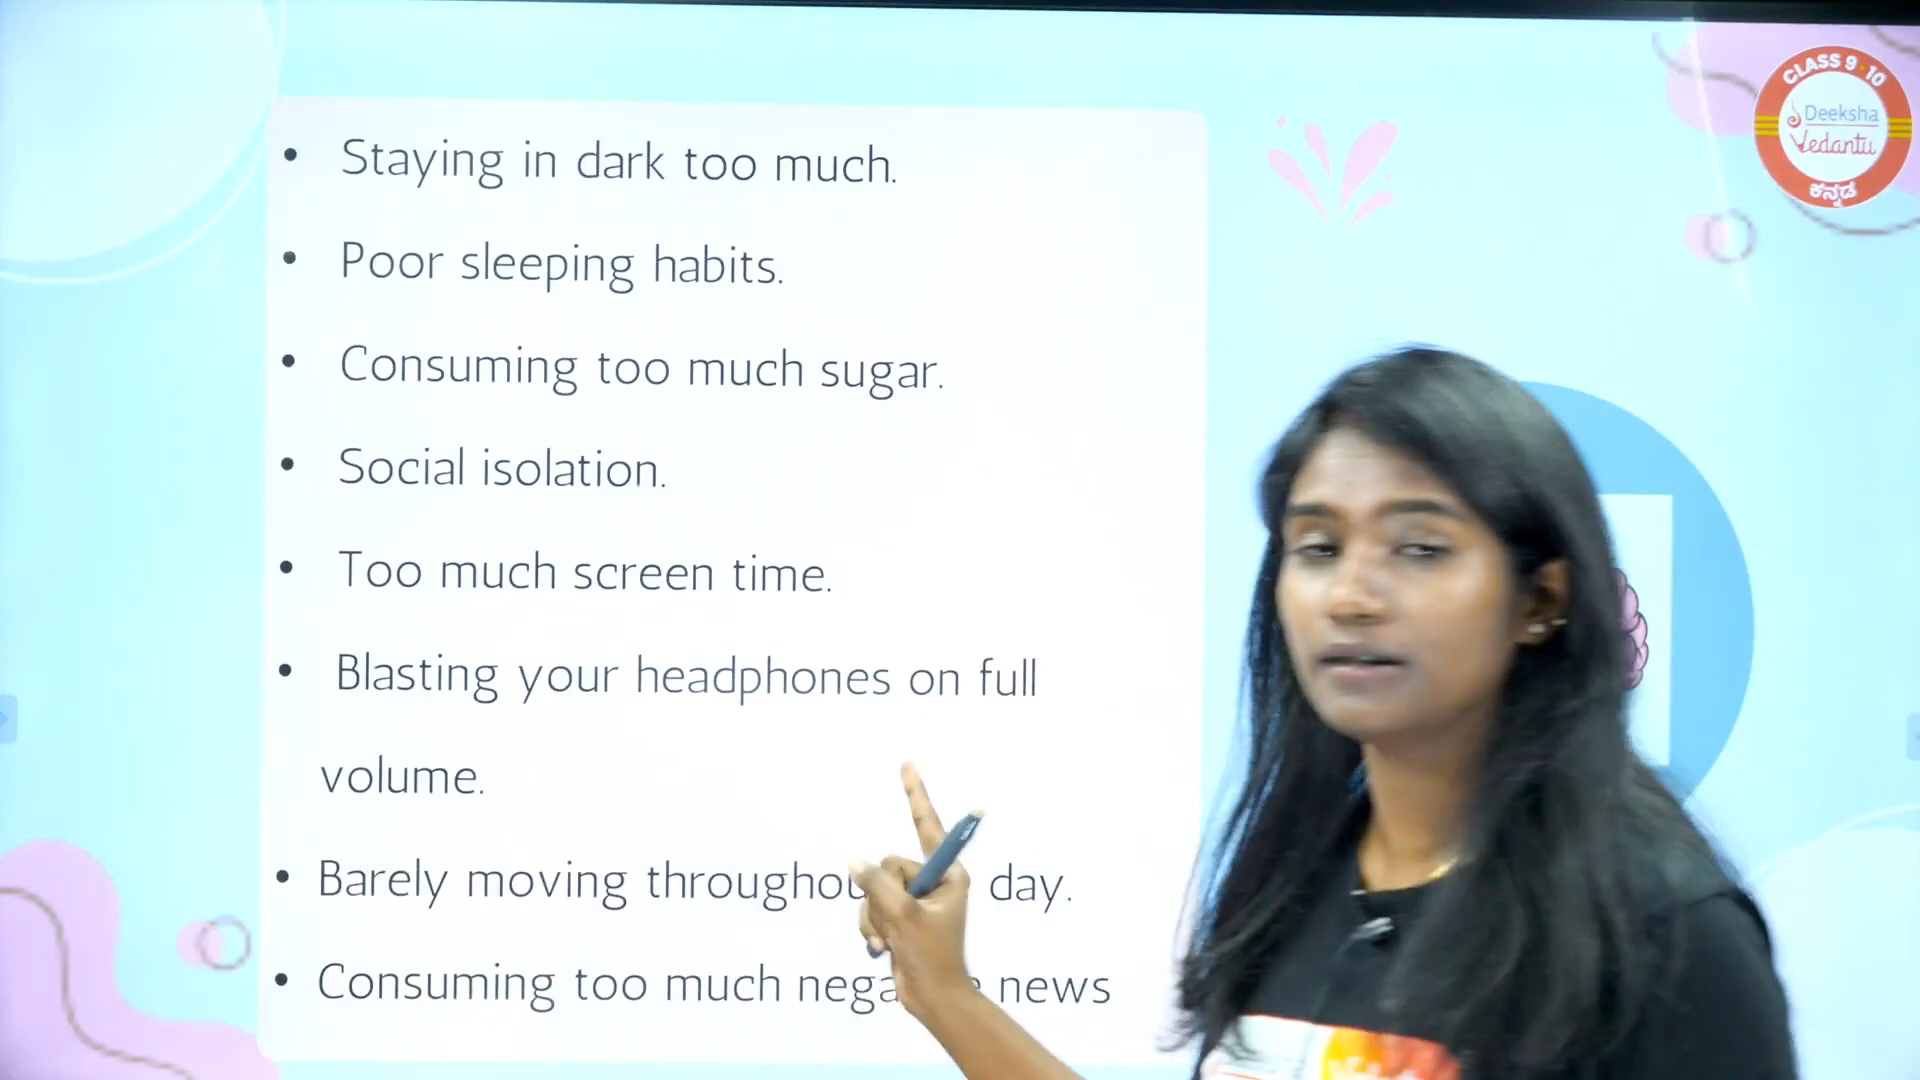 CLASS 9-10
Deeksha
Vedantu
ಕನ್ನಡ
• Staying in dark too much.
• Poor sleeping habits.
• Consuming too much sugar.
• Social isolation.
• Too much screen time.
• Blasting your headphones on full
volume.
• Barely moving day.
• Consuming too much news